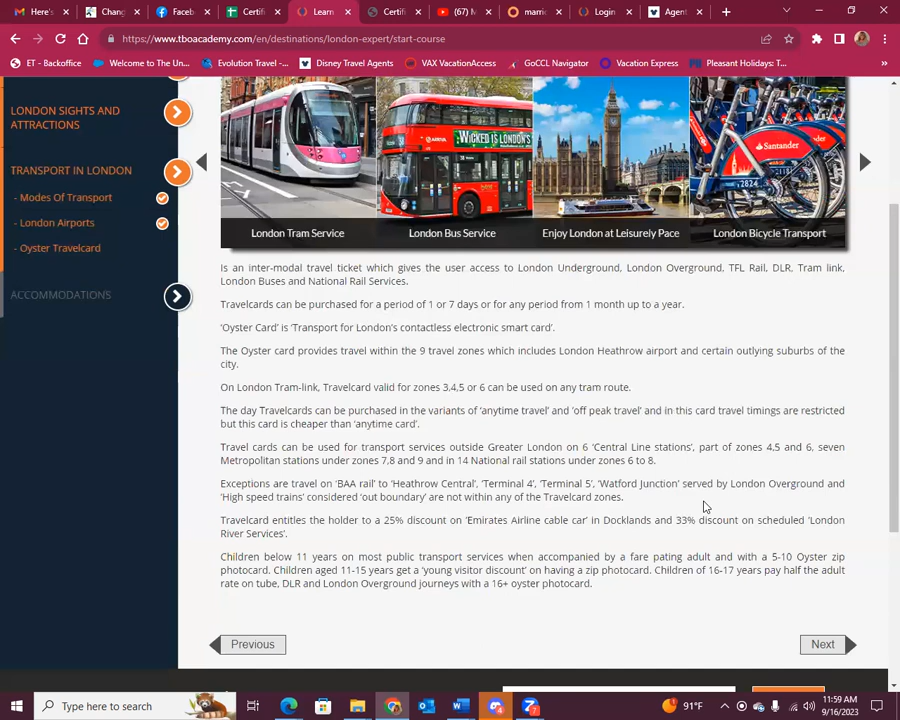 Here's
Chang
Faceb
Certifi
Learn
Certifi
(67) M
marrie
Login
Agent
https://www.tboacademy.com/en/destinations/london-expert/start-course
ET - Backoffice
Welcome to the Un...
Evolution Travel -...
Disney Travel Agents
VAX VacationAccess
GoCCL Navigator
Vacation Express
Pleasant Holidays: T...
LONDON SIGHTS AND
ATTRACTIONS
TRANSPORT IN LONDON
- Modes Of Transport
- London Airports
- Oyster Travelcard
ACCOMMODATIONS
ARRIVA
WICKED IS LONDON'S
Santander
2824
London Tram Service
London Bus Service
Enjoy London at Leisurely Pace
London Bicycle Transport
Is an inter-modal travel ticket which gives the user access to London Underground, London Overground, TFL Rail, DLR, Tram link,
London Buses and National Rail Services.
Travelcards can be purchased for a period of 1 or 7 days or for any period from 1 month up to a year.
‘Oyster Card’ is ‘Transport for London’s contactless electronic smart card’.
The Oyster card provides travel within the 9 travel zones which includes London Heathrow airport and certain outlying suburbs of the
city.
On London Tram-link, Travelcard valid for zones 3,4,5 or 6 can be used on any tram route.
The day Travelcards can be purchased in the variants of ‘anytime travel’ and ‘off peak travel’ and in this card travel timings are restricted
but this card is cheaper than ‘anytime card’.
Travel cards can be used for transport services outside Greater London on 6 ‘Central Line stations’, part of zones 4,5 and 6, seven
Metropolitan stations under zones 7,8 and 9 and in 14 National rail stations under zones 6 to 8.
Exceptions are travel on ‘BAA rail’ to ‘Heathrow Central’, ‘Terminal 4’, ‘Terminal 5’, ‘Watford Junction’ served by London Overground and
‘High speed trains’ considered ‘out boundary’ are not within any of the Travelcard zones.
Travelcard entitles the holder to a 25% discount on ‘Emirates Airline cable car’ in Docklands and 33% discount on scheduled ‘London
River Services’.
Children below 11 years on most public transport services when accompanied by a fare pating adult and with a 5-10 Oyster zip
photocard. Children aged 11-15 years get a ‘young visitor discount’ on having a zip photocard. Children of 16-17 years pay half the adult
rate on tube, DLR and London Overground journeys with a 16+ oyster photocard.
Previous
Next
Type here to search
91°F
11:59 AM
9/16/2023